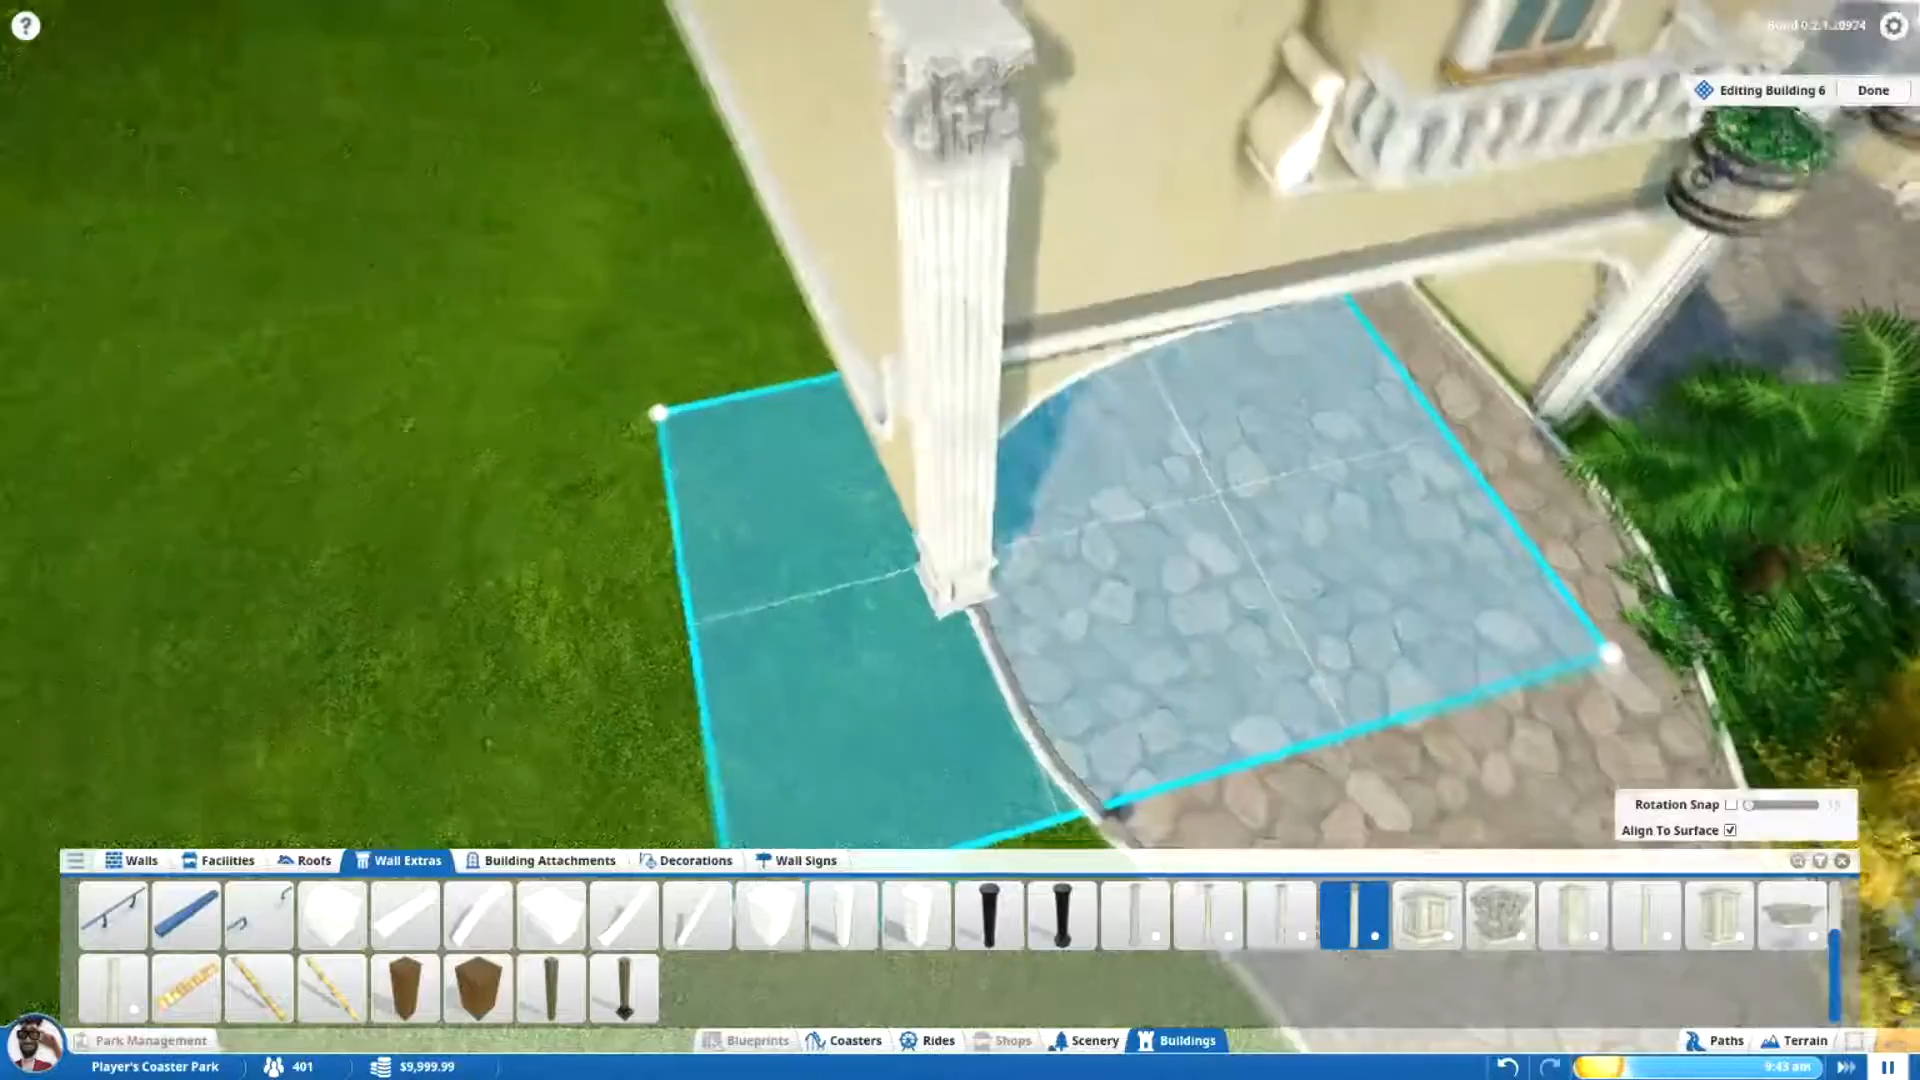 ?
Editing Building 6 Done
Rotation Snap
Align To Surface
Walls Facilities Roofs Wall Extras Building Attachments Decorations Wall Signs
Park Management Blueprints Coasters Rides Shops Scenery Buildings Paths Terrain
Player's Coaster Park 401 $9,999.99 9:43 am